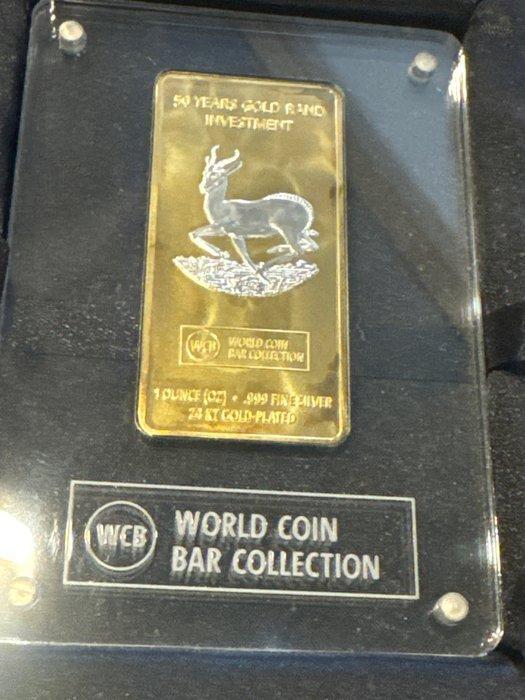 50 YEARS GOLD RAND
INVESTMENT
WCB
WORLD COIN
BAR COLLECTION
1 OUNCE (OZ) • .999 FINE SILVER
24 KT GOLD-PLATED
WCB
WORLD COIN
BAR COLLECTION